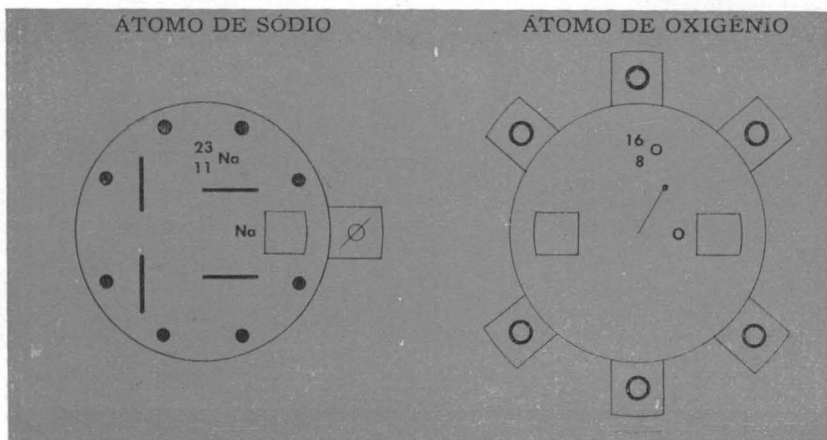 ÁTOMO DE SÓDIO
ÁTOMO DE OXIGÊNIO
23
11 Na
Na
16
8 O
O